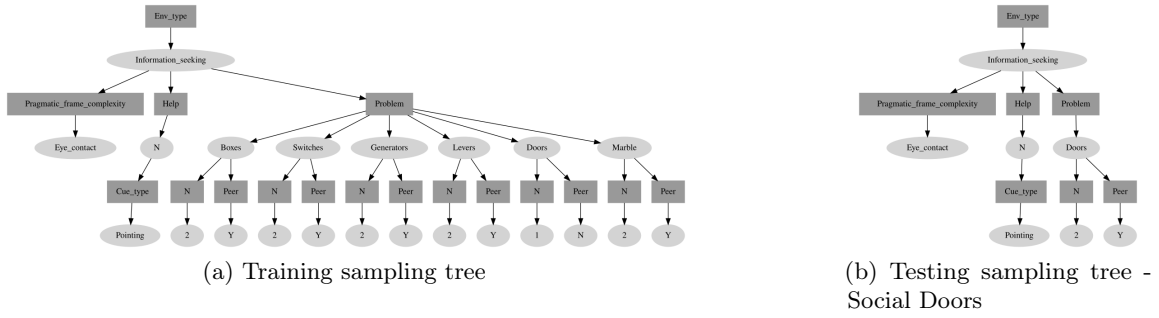 Env_type Env_type
Information_seeking Information_seeking
Pragmatic_frame_complexity Help Problem Pragmatic_frame_complexity Help Problem
Eye_contact N Boxes Switches Generators Levers Doors Marble Eye_contact N Doors
Cue_type N Peer N Peer N Peer N Peer N Peer N Peer Cue_type N Peer
Pointing 2 Y 2 Y 2 Y 2 Y 1 N 2 Y Pointing 2 Y
(a) Training sampling tree
(b) Testing sampling tree -
Social Doors